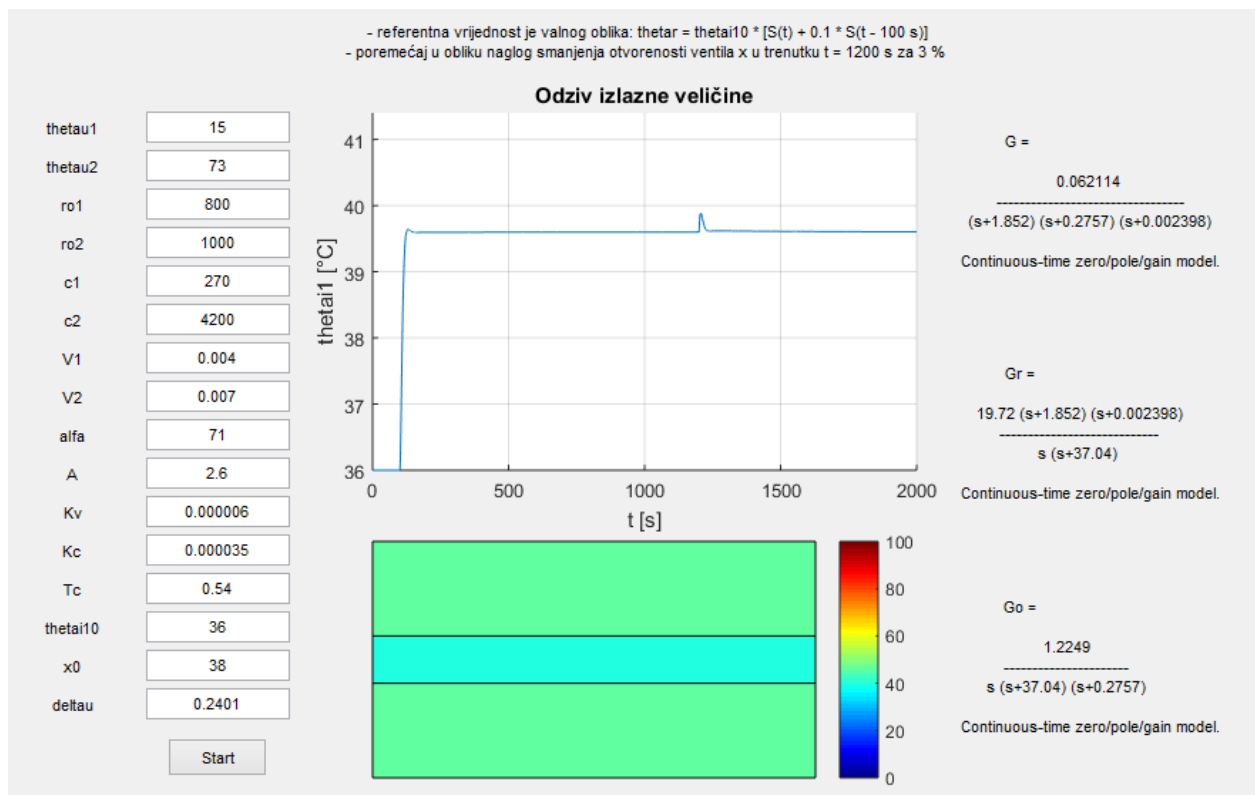 - referentna vrijednost je valnog oblika: thetar = thetai10 * [S(t) + 0.1 * S(t - 100 s)]
- poremećaj u obliku naglog smanjenja otvorenosti ventila x u trenutku t = 1200 s za 3 %
thetau1 15
thetau2 73
ro1 800
ro2 1000
c1 270
c2 4200
V1 0.004
V2 0.007
alfa 71
A 2.6
Kv 0.000006
Kc 0.000035
Tc 0.54
thetai10 36
x0 38
deltau 0.2401
Start
Odziv izlazne veličine
thetai1 [°C]
41
40
39
38
37
36
0 500 1000 1500 2000
t [s]
100
80
60
40
20
0
G =
0.062114
---------------------------------
(s+1.852) (s+0.2757) (s+0.002398)
Continuous-time zero/pole/gain model.
Gr =
19.72 (s+1.852) (s+0.002398)
----------------------------
s (s+37.04)
Continuous-time zero/pole/gain model.
Go =
1.2249
----------------------
s (s+37.04) (s+0.2757)
Continuous-time zero/pole/gain model.